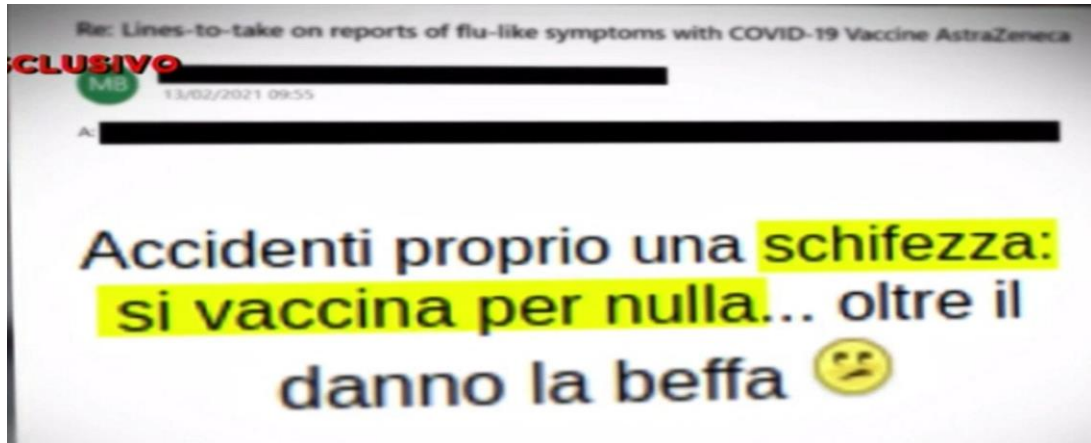 Re: Lines-to-take on reports of flu-like symptoms with COVID-19 Vaccine AstraZeneca
SCLUSIVO
MB
13/02/2021 09:55
A:
Accidenti proprio una schifezza:
si vaccina per nulla... oltre il
danno la beffa 😕